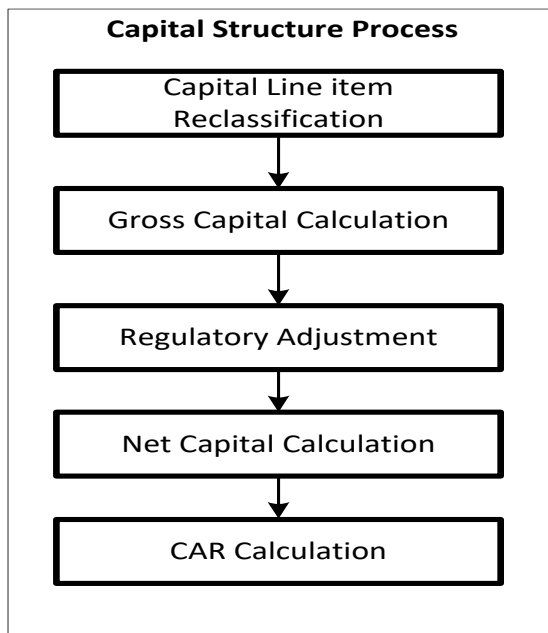 Capital Structure Process
Capital Line item
Reclassification
Gross Capital Calculation
Regulatory Adjustment
Net Capital Calculation
CAR Calculation